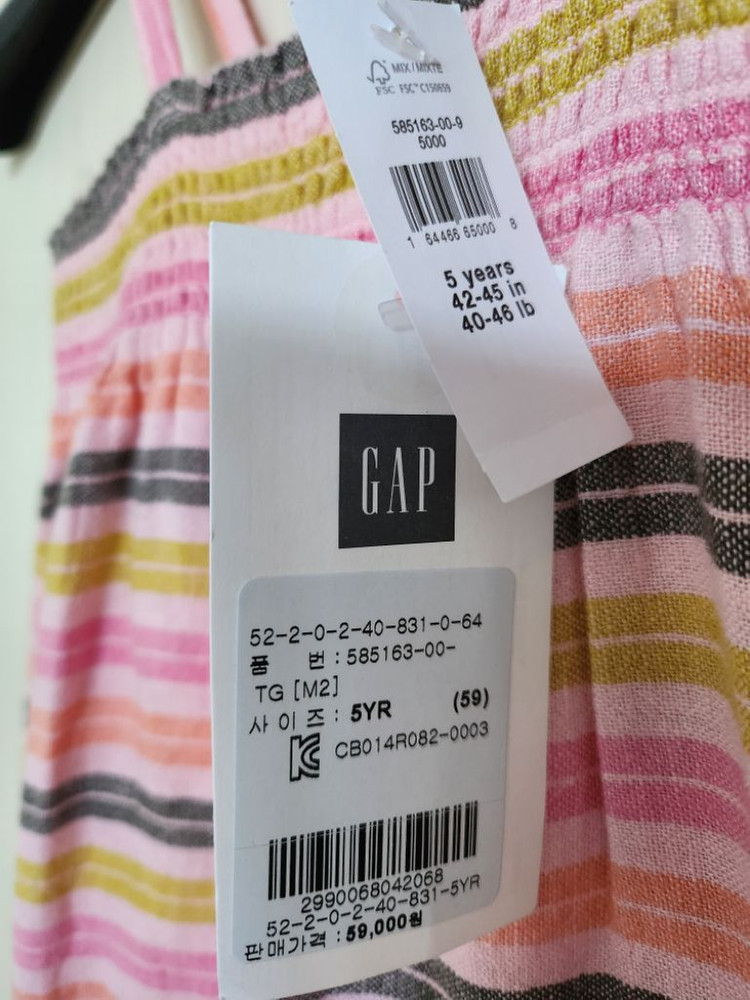 MIX/MIXTE
FSC FSC™ C150659
585163-00-9
5000
1 64466 65000 8
5 years
42-45 in
40-46 lb
GAP
52-2-0-2-40-831-0-64
품 번 : 585163-00-
TG [M2]
사 이 즈 : 5YR (59)
CB014R082-0003
2990068042068
52-2-0-2-40-831-5YR
판매가격 : 59,000원